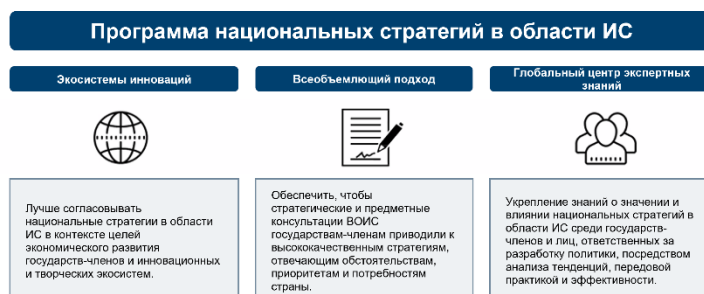 Программа национальных стратегий в области ИС
Экосистемы инноваций
Всеобъемлющий подход
Глобальный центр экспертных
знаний
Лучше согласовывать
национальные стратегии в области
ИС в контексте целей
экономического развития
государств-членов и инновационных
и творческих экосистем.
Обеспечить, чтобы
стратегические и предметные
консультации ВОИС
государствам-членам приводили к
высококачественным стратегиям,
отвечающим обстоятельствам,
приоритетам и потребностям
страны.
Укрепление знаний о значении и
влиянии национальных стратегий в
области ИС среди государств-
членов и лиц, ответственных за
разработку политики, посредством
анализа тенденций, передовой
практикой и эффективности.